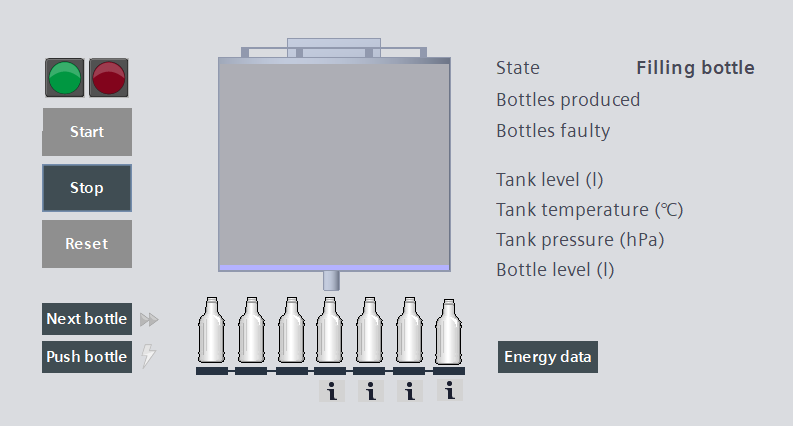 State Filling bottle
Bottles produced
Bottles faulty
Start
Stop
Reset
Tank level (l)
Tank temperature (°C)
Tank pressure (hPa)
Bottle level (l)
Next bottle
Push bottle
Energy data
i i i i